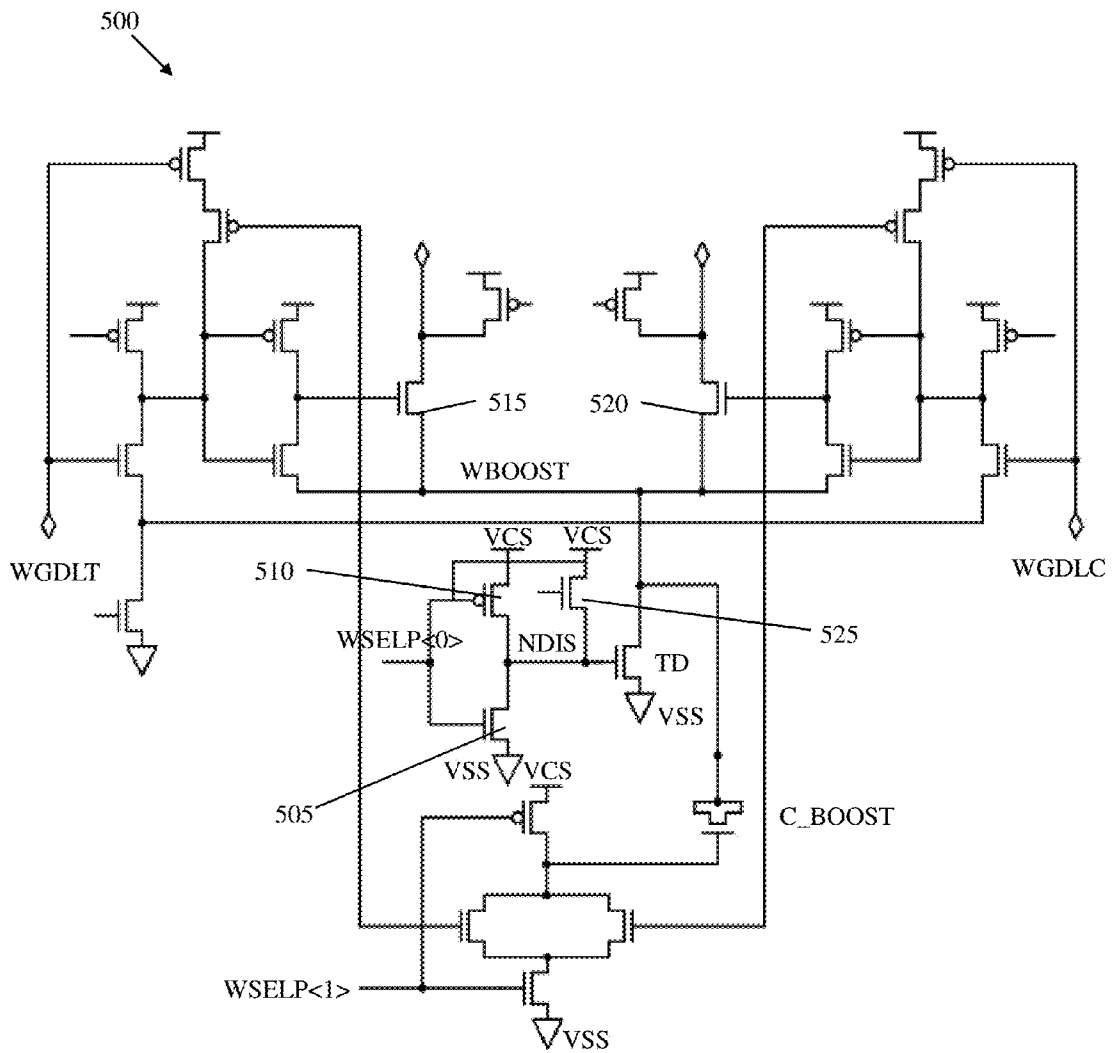 500
515
520
WBOOST
WGDLT
WGDLC
VCS
VCS
510
525
WSELP<0>
NDIS
TD
VSS
VSS
VCS
505
C_BOOST
WSELP<1>
VSS